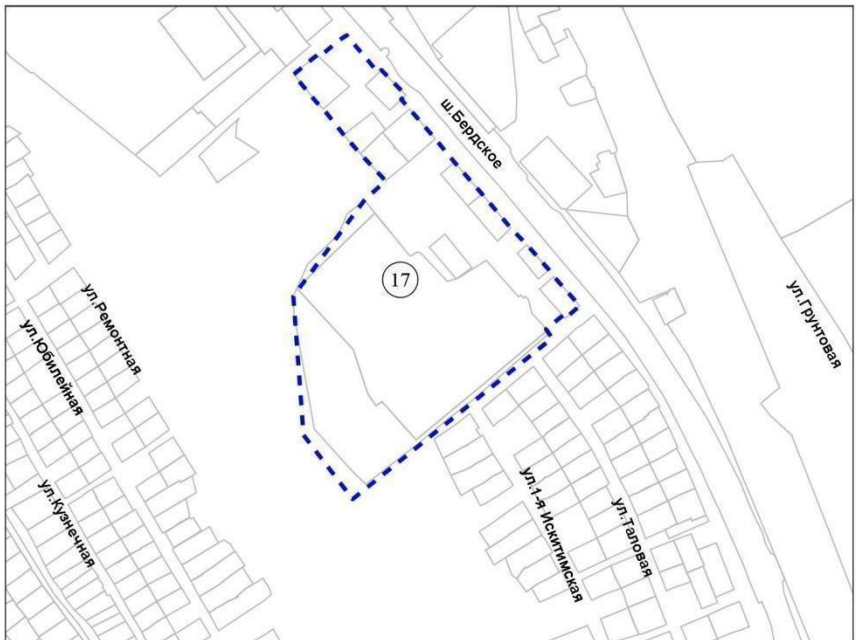 ш.Бердское
17
ул.Грунтовая
ул.Ремонтная
ул.Юбилейная
ул.Кузнечная
ул.1-я Искитимская
ул.Таловая